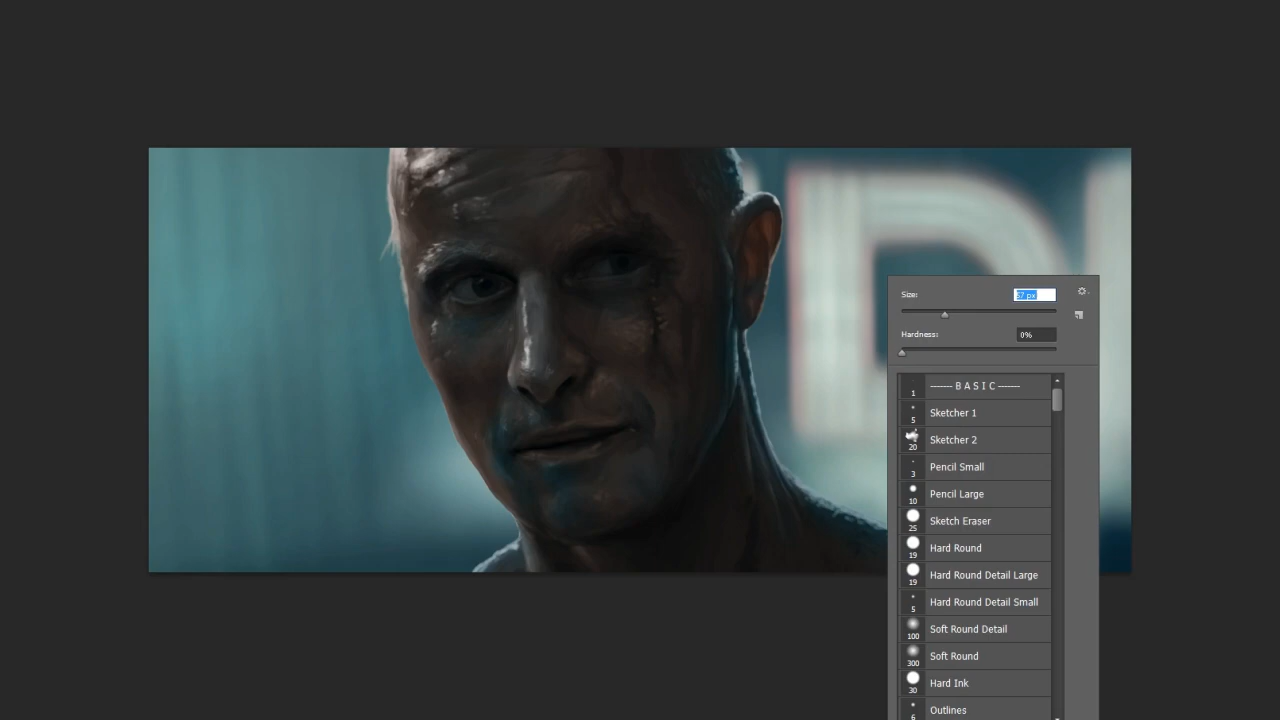 Size:
57 px
Hardness:
0%
1
------- B A S I C -------
5
Sketcher 1
20
Sketcher 2
3
Pencil Small
10
Pencil Large
25
Sketch Eraser
19
Hard Round
19
Hard Round Detail Large
5
Hard Round Detail Small
100
Soft Round Detail
300
Soft Round
30
Hard Ink
6
Outlines